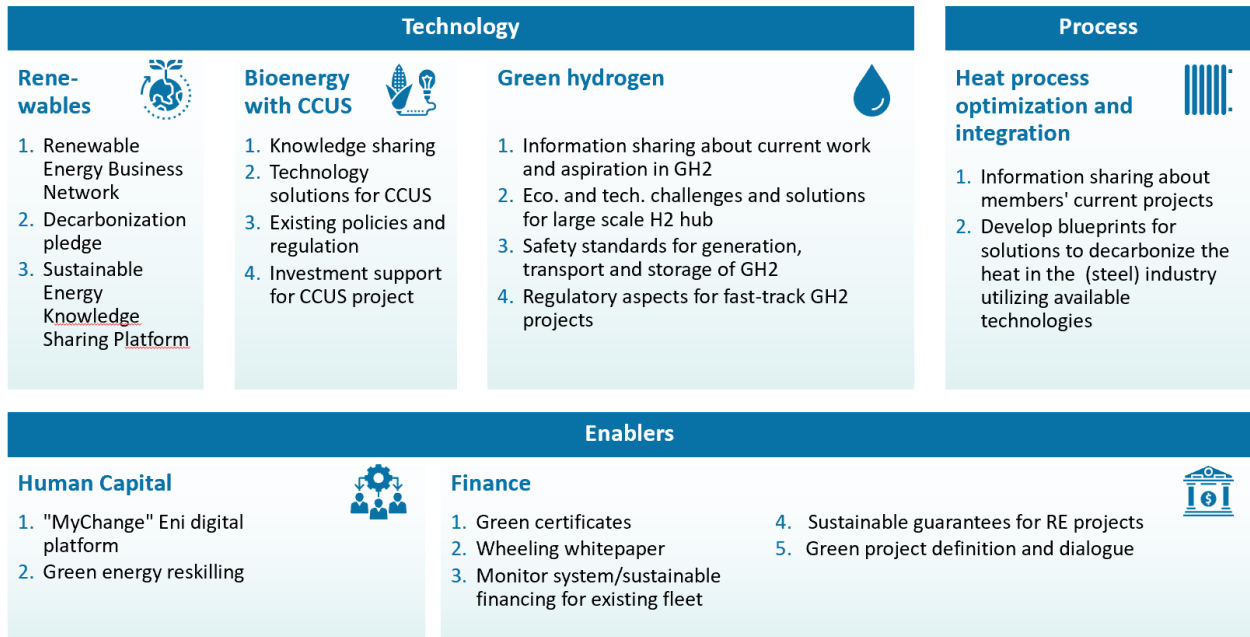 Technology
Rene-
wables
1. Renewable
Energy Business
Network
2. Decarbonization
pledge
3. Sustainable
Energy
Knowledge
Sharing Platform
Bioenergy
with CCUS
1. Knowledge sharing
2. Technology
solutions for CCUS
3. Existing policies and
regulation
4. Investment support
for CCUS project
Green hydrogen
1. Information sharing about current work
and aspiration in GH2
2. Eco. and tech. challenges and solutions
for large scale H2 hub
3. Safety standards for generation,
transport and storage of GH2
4. Regulatory aspects for fast-track GH2
projects
Process
Heat process
optimization and
integration
1. Information sharing about
members' current projects
2. Develop blueprints for
solutions to decarbonize the
heat in the (steel) industry
utilizing available
technologies
Enablers
Human Capital
1. "MyChange" Eni digital
platform
2. Green energy reskilling
Finance
1. Green certificates
2. Wheeling whitepaper
3. Monitor system/sustainable
financing for existing fleet
4. Sustainable guarantees for RE projects
5. Green project definition and dialogue